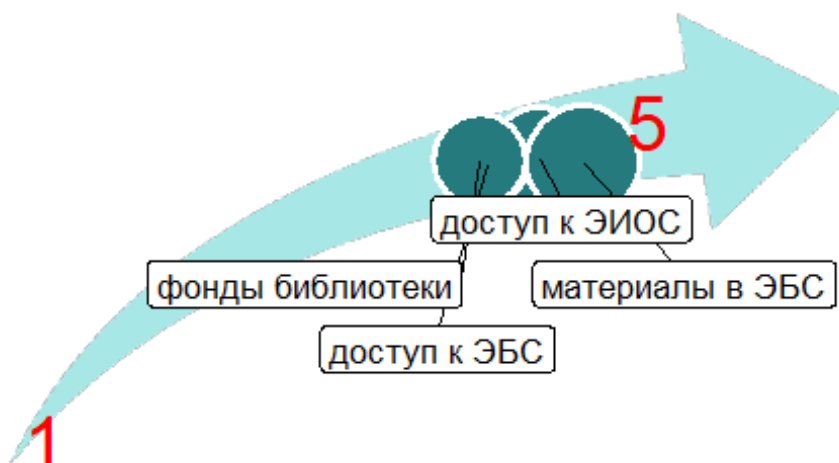 5
доступ к ЭИОС
фонды библиотеки
материалы в ЭБС
доступ к ЭБС
1